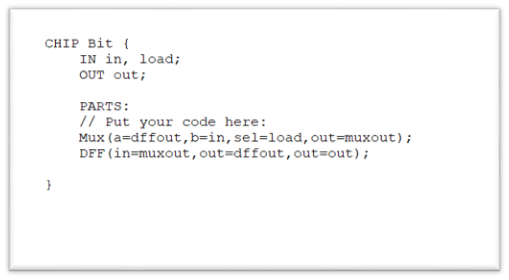 CHIP Bit {
IN in, load;
OUT out;
PARTS:
// Put your code here:
Mux(a=dffout,b=in,sel=load,out=muxout);
DFF(in=muxout,out=dffout,out=out);
}